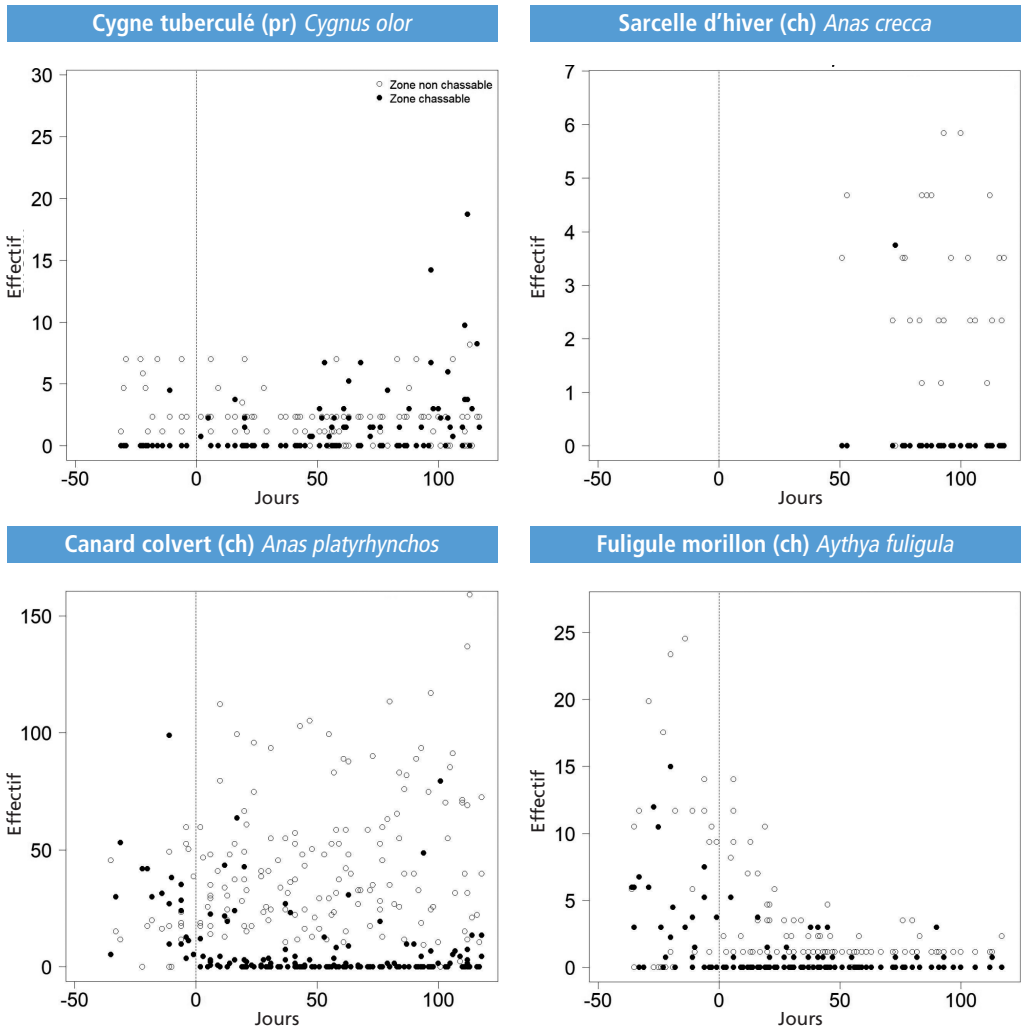 Cygne tuberculé (pr) Cygnus olor
30
25
20
15
10
5
0
Effectif
Zone non chassable
Zone chassable
-50
0
50
100
Jours
Sarcelle d'hiver (ch) Anas crecca
7
6
5
4
3
2
1
0
Effectif
-50
0
50
100
Jours
Canard colvert (ch) Anas platyrhynchos
150
100
50
0
Effectif
-50
0
50
100
Jours
Fuligule morillon (ch) Aythya fuligula
25
20
15
10
5
0
Effectif
-50
0
50
100
Jours